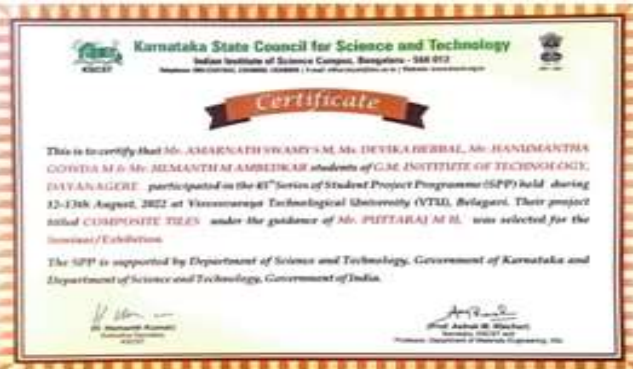 Karnataka State Council for Science and Technology
Indian Institute of Science Campus, Bengaluru - 560 012
KSCST
Certificate
This is to certify that Mr. AMARNATH SWAMY S M, Ms. DEVIKA HERBAL, Mr. HANUMANTHA
GOWDA M & Mr. HEMANTH M AMBEDKAR students of G.M. INSTITUTE OF TECHNOLOGY,
DAVANAGERE participated in the 45th Series of Student Project Programme (SPP) held during
12-13th August, 2022 at Visvesvaraya Technological University (VTU), Belagavi. Their project
titled COMPOSITE TILES under the guidance of Mr. PUTTARAJ M H, was selected for the
Seminar/Exhibition.
The SPP is supported by Department of Science and Technology, Government of Karnataka and
Department of Science and Technology, Government of India.
Executive Secretary
KSCST